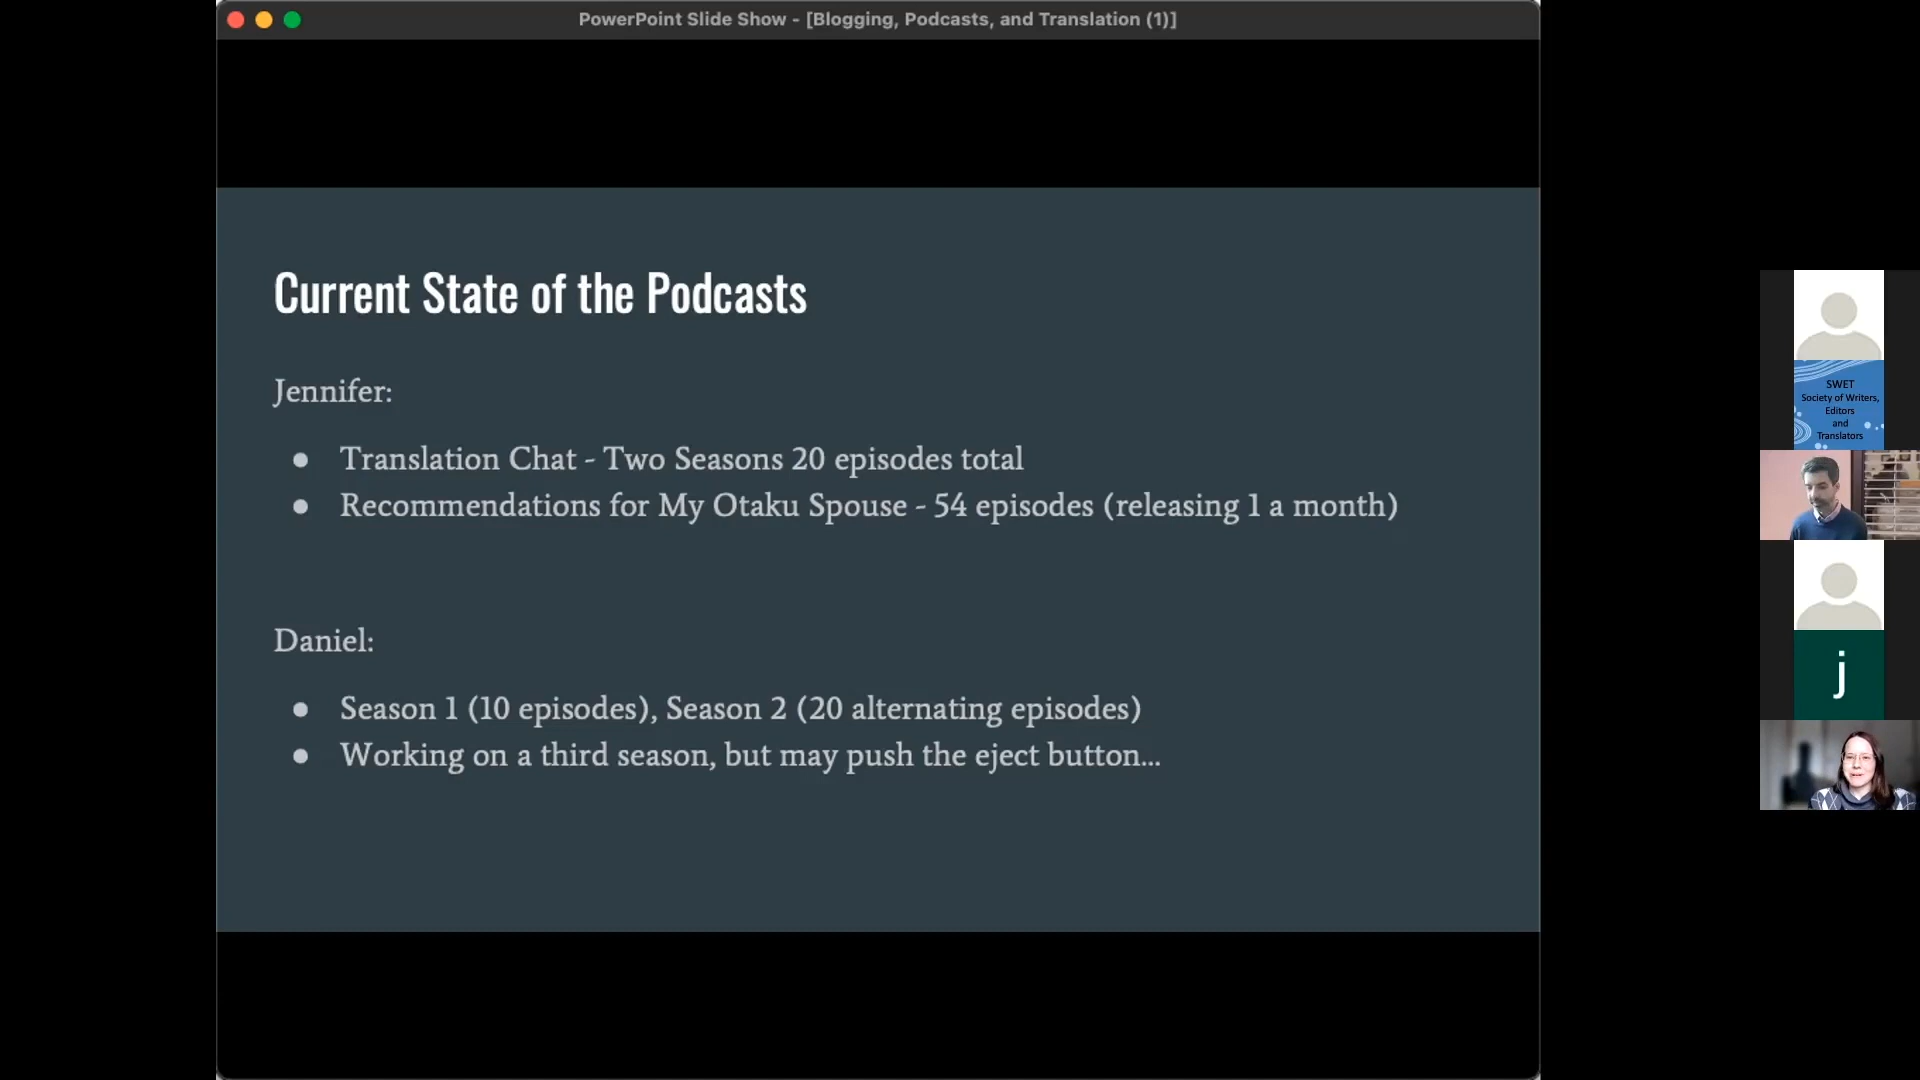 PowerPoint Slide Show - [Blogging, Podcasts, and Translation (1)]
Current State of the Podcasts
Jennifer:
● Translation Chat - Two Seasons 20 episodes total
● Recommendations for My Otaku Spouse - 54 episodes (releasing 1 a month)
Daniel:
● Season 1 (10 episodes), Season 2 (20 alternating episodes)
● Working on a third season, but may push the eject button...
SWET
Society of Writers,
Editors
and
Translators
j